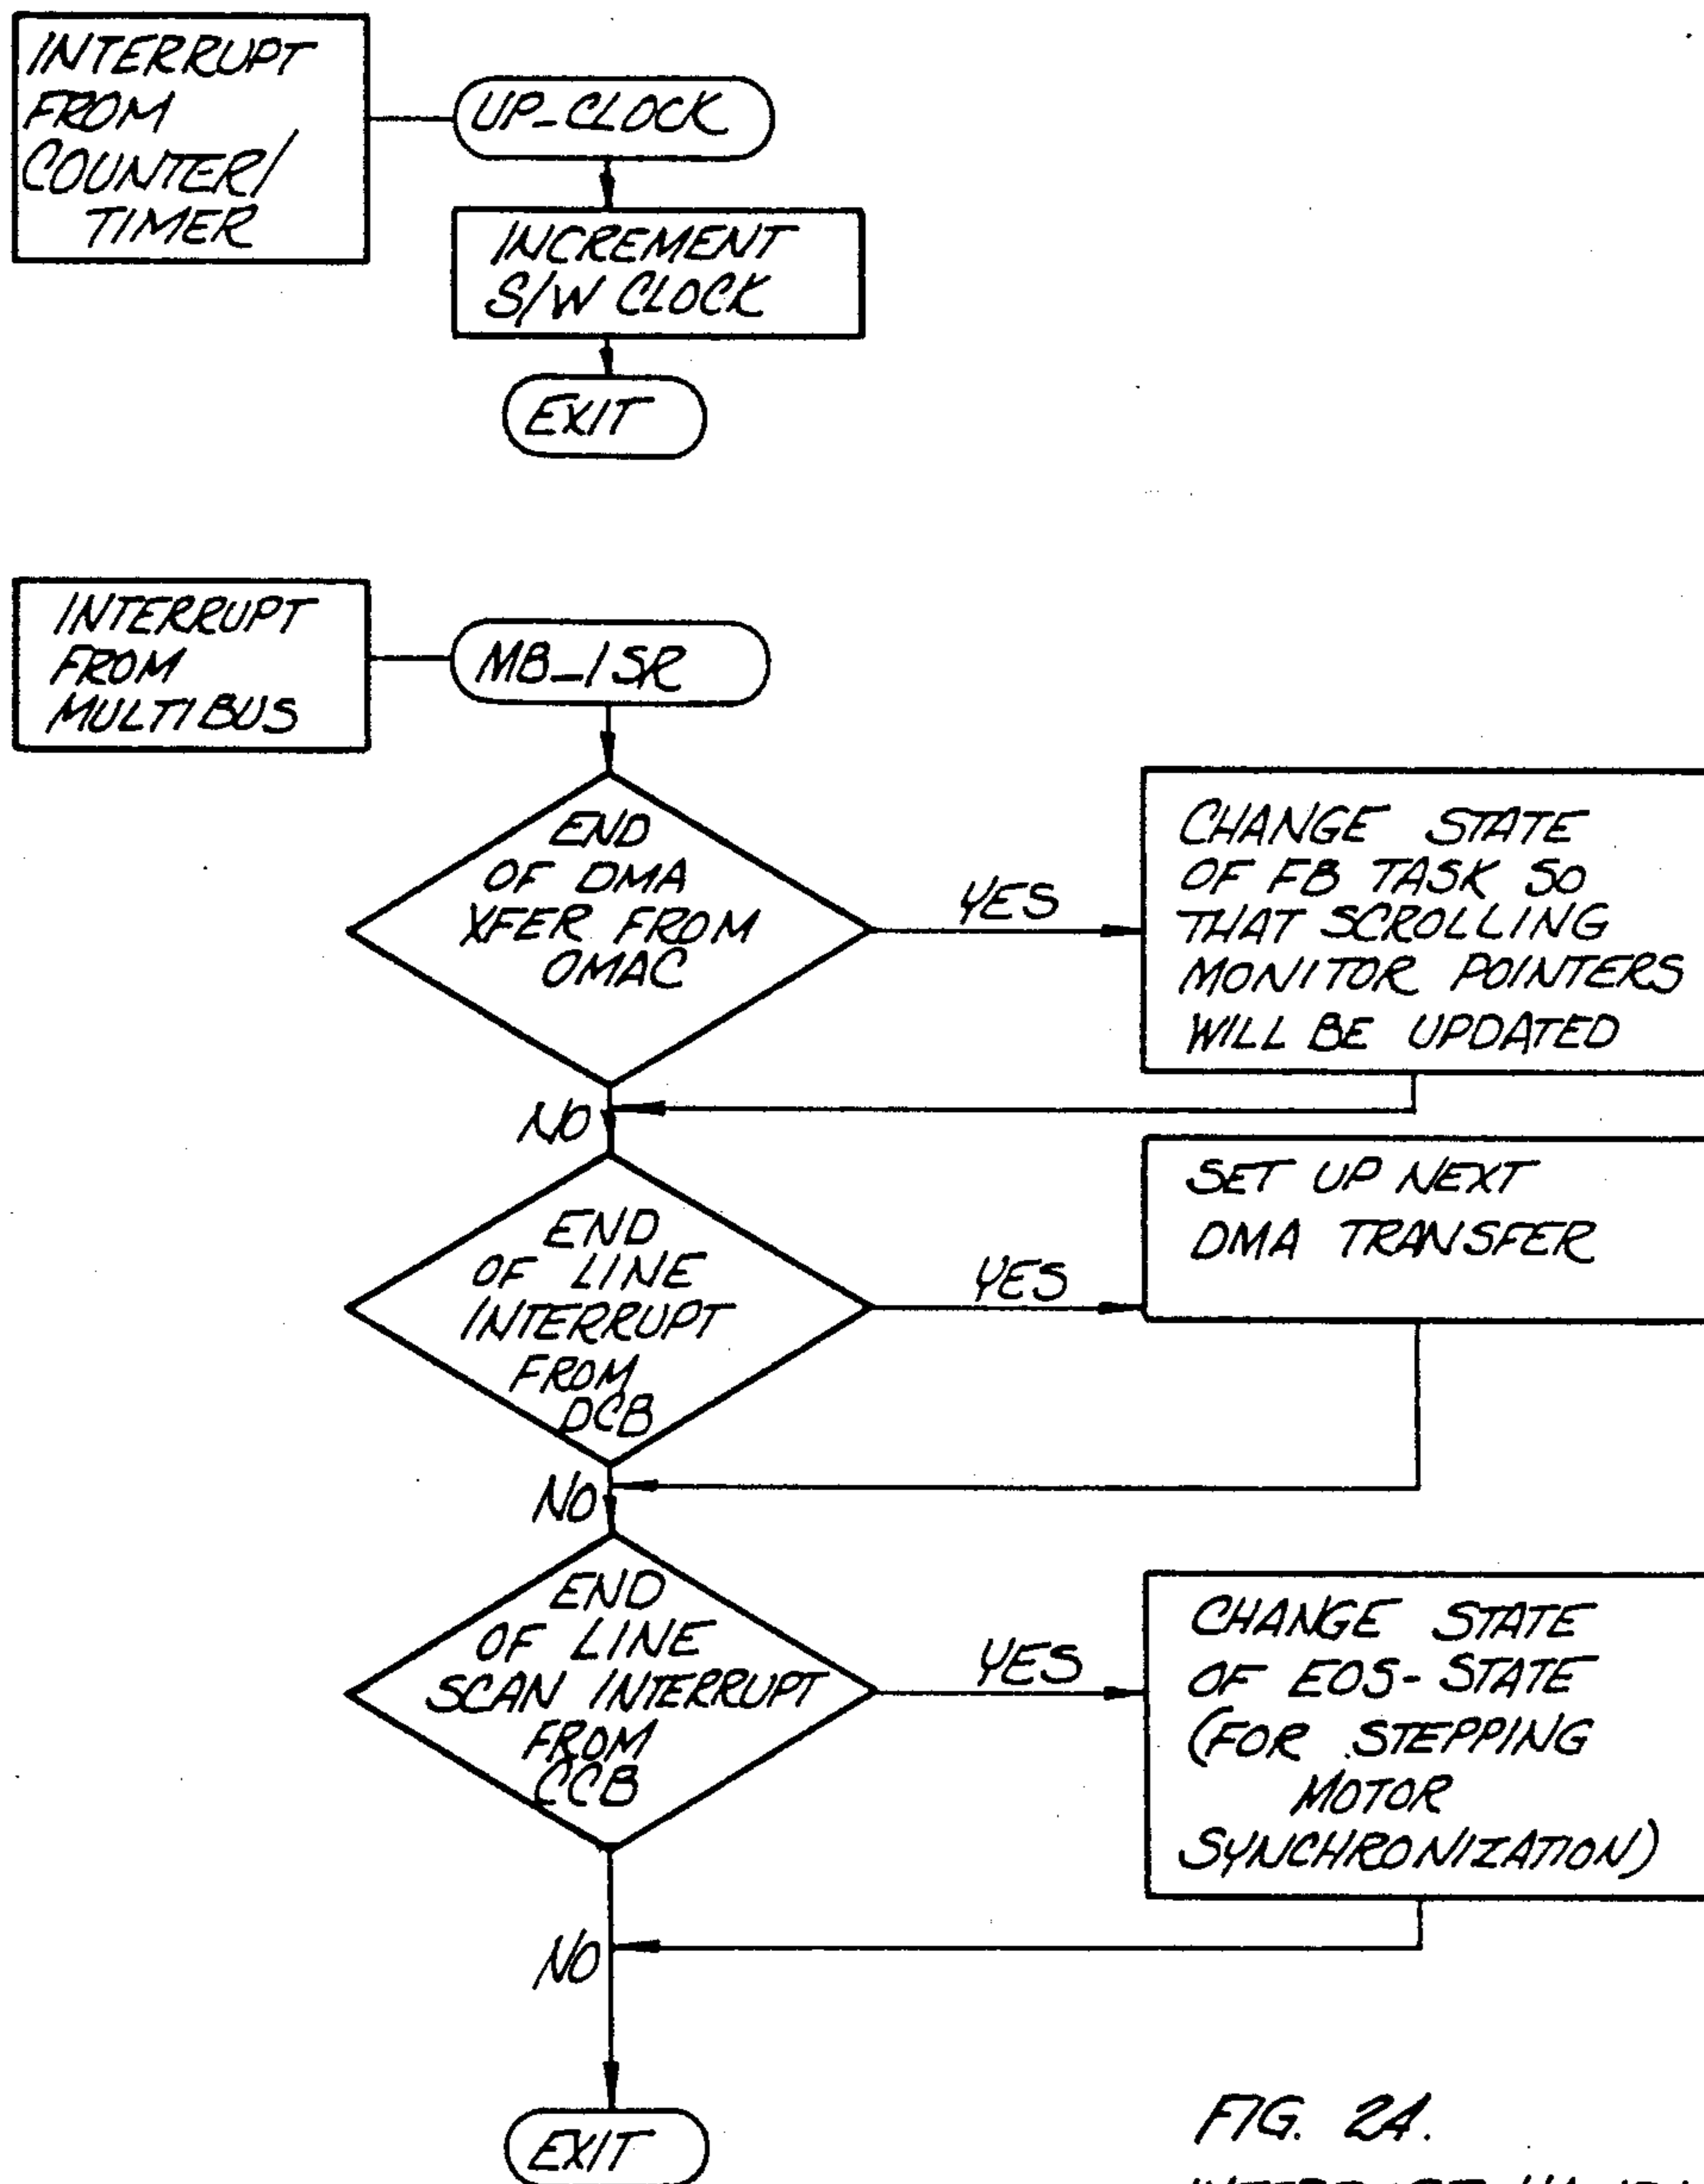 INTERRUPT
FROM
COUNTER/
TIMER
UP_CLOCK
INCREMENT
S/W CLOCK
EXIT
INTERRUPT
FROM
MULTIBUS
MB_ISR
END
OF DMA
XFER FROM
OMAC
YES
CHANGE STATE
OF FB TASK SO
THAT SCROLLING
MONITOR POINTERS
WILL BE UPDATED
NO
END
OF LINE
INTERRUPT
FROM
DCB
YES
SET UP NEXT
DMA TRANSFER
NO
END
OF LINE
SCAN INTERRUPT
FROM
CCB
YES
CHANGE STATE
OF EOS-STATE
(FOR STEPPING
MOTOR
SYNCHRONIZATION)
NO
EXIT
FIG. 24.